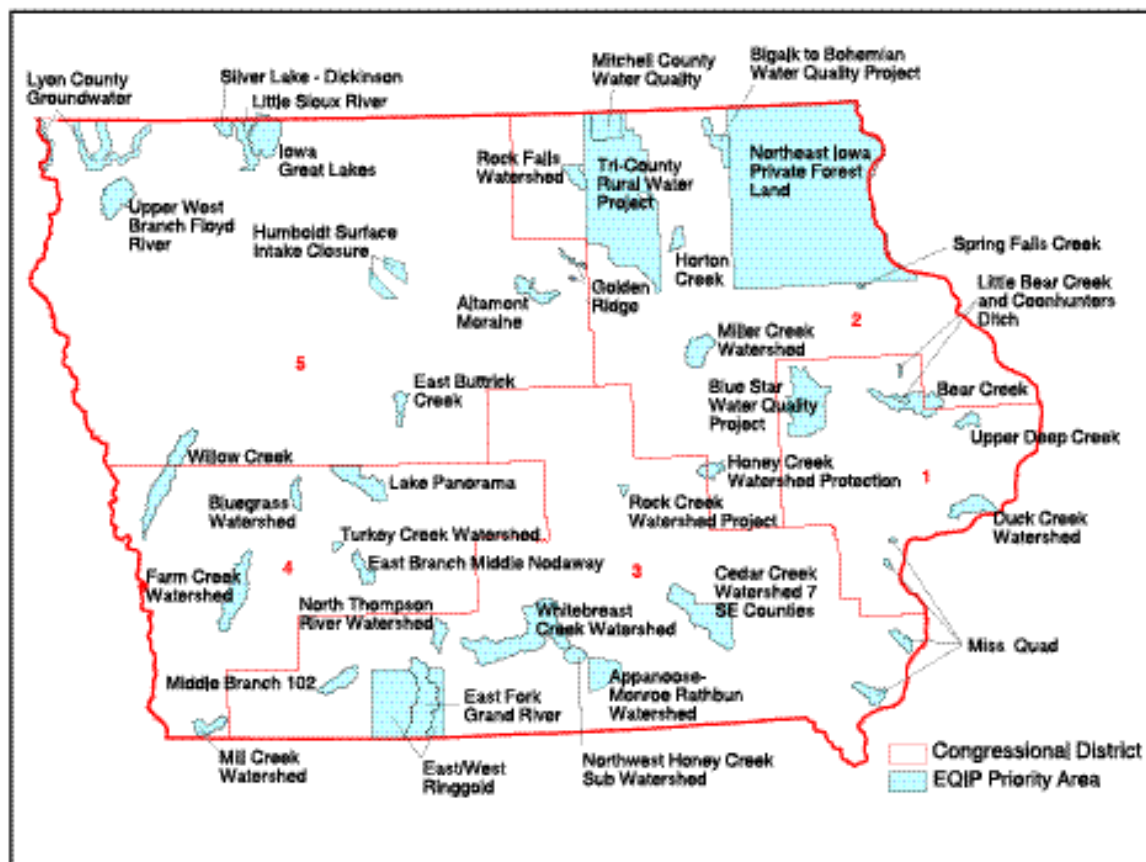 Lyon County
Groundwater
Silver Lake - Dickinson
Little Sioux River
Iowa
Great Lakes
Mitchell County
Water Quality
Bigalk to Bohemian
Water Quality Project
Rock Falls
Watershed
Tri-County
Rural Water
Project
Northeast Iowa
Private Forest
Land
Upper West
Branch Floyd
River
Humboldt Surface
Intake Closure
Horton
Creek
Spring Falls Creek
Altamont
Moraine
Golden
Ridge
Little Bear Creek
and Coonhunters
Ditch
2
Miller Creek
Watershed
5
East Buttrick
Creek
Blue Star
Water Quality
Project
Bear Creek
Upper Deep Creek
Willow Creek
Lake Panorama
Honey Creek
Watershed Protection
1
Bluegrass
Watershed
Rock Creek
Watershed Project
Duck Creek
Watershed
Turkey Creek Watershed
East Branch Middle Nodaway
4
3
Farm Creek
Watershed
Cedar Creek
Watershed 7
SE Counties
North Thompson
River Watershed
Whitebreast
Creek Watershed
Miss Quad
Middle Branch 102
East Fork
Grand River
Appanoose-
Monroe Rathbun
Watershed
Mill Creek
Watershed
East/West
Ringgold
Northwest Honey Creek
Sub Watershed
Congressional District
EQIP Priority Area